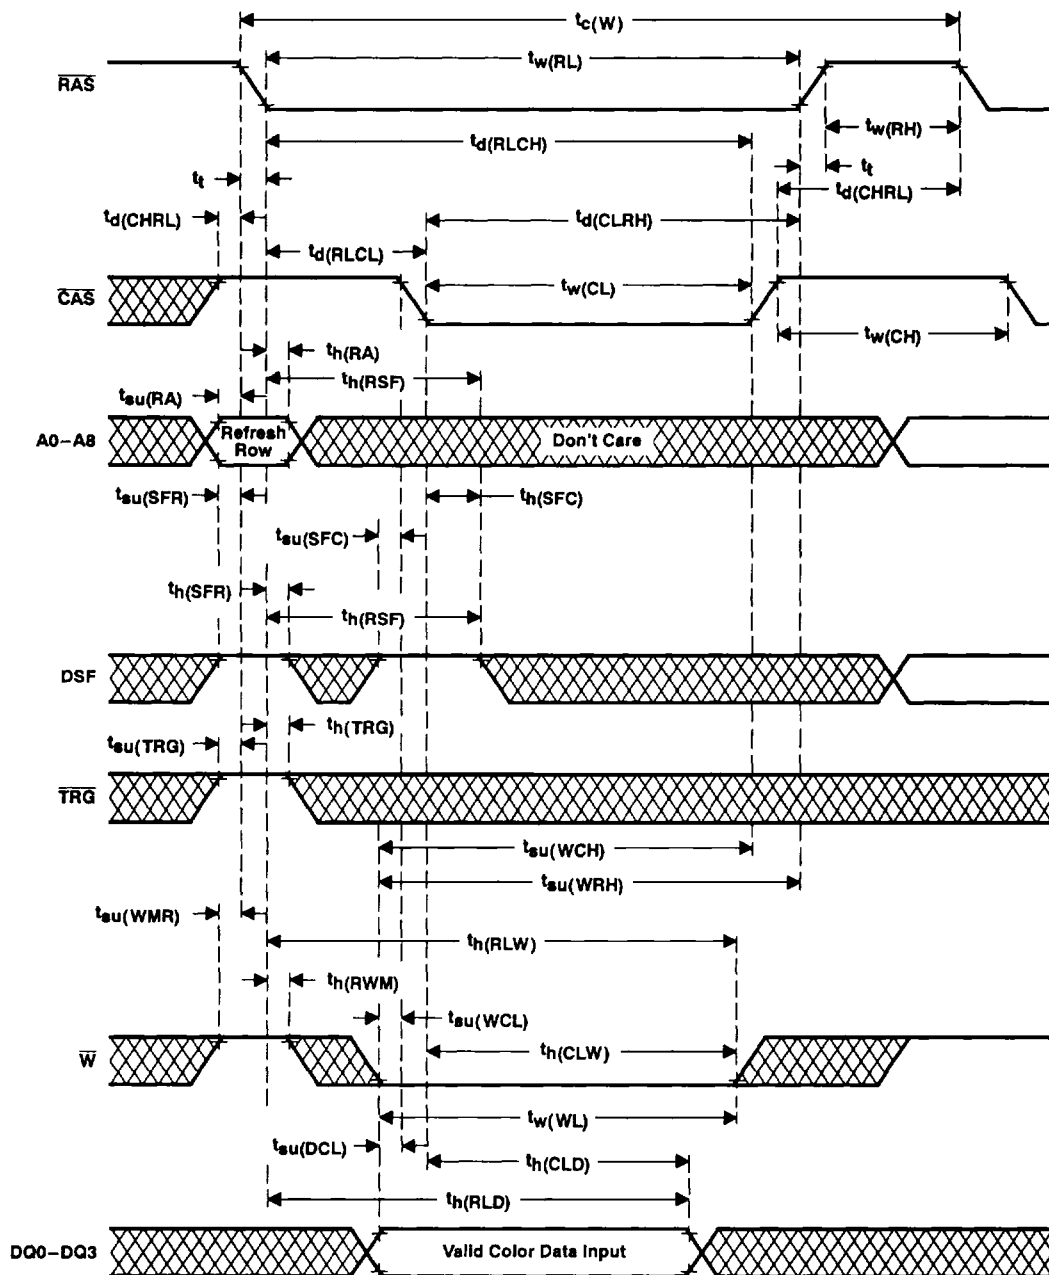 tc(W)
tw(RL)
RAS
tw(RH)
td(RLCH)
tt
tt
td(CHRL)
td(CHRL)
td(CLRH)
td(RLCL)
CAS
tw(CL)
tw(CH)
th(RA)
th(RSF)
tsu(RA)
A0–A8
Refresh
Row
Don't Care
tsu(SFR)
th(SFC)
tsu(SFC)
th(SFR)
th(RSF)
DSF
th(TRG)
tsu(TRG)
TRG
tsu(WCH)
tsu(WRH)
tsu(WMR)
th(RLW)
th(RWM)
tsu(WCL)
W
th(CLW)
tw(WL)
tsu(DCL)
th(CLD)
th(RLD)
DQ0–DQ3
Valid Color Data Input